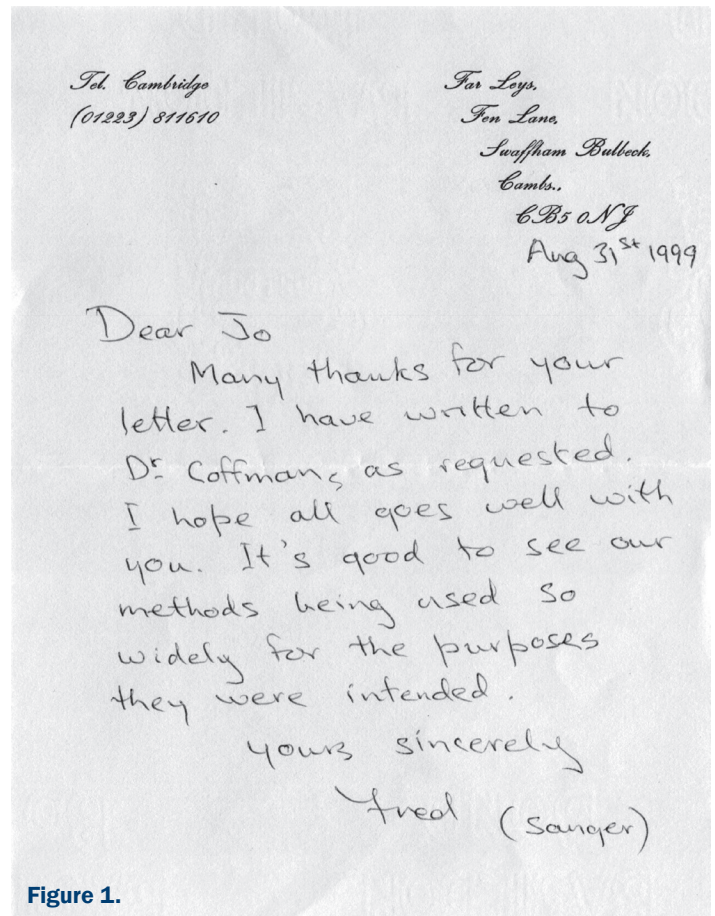 Tel. Cambridge
(01223) 811610
Far Leys,
Fen Lane,
Swaffham Bulbeck,
Cambs.,
CB5 0NJ
Aug 31st 1999
Dear Jo
Many thanks for your
letter. I have written to
Dr. Coffman, as requested.
I hope all goes well with
you. It's good to see our
methods being used so
widely for the purposes
they were intended.
yours sincerely
Fred (Sanger)
Figure 1.